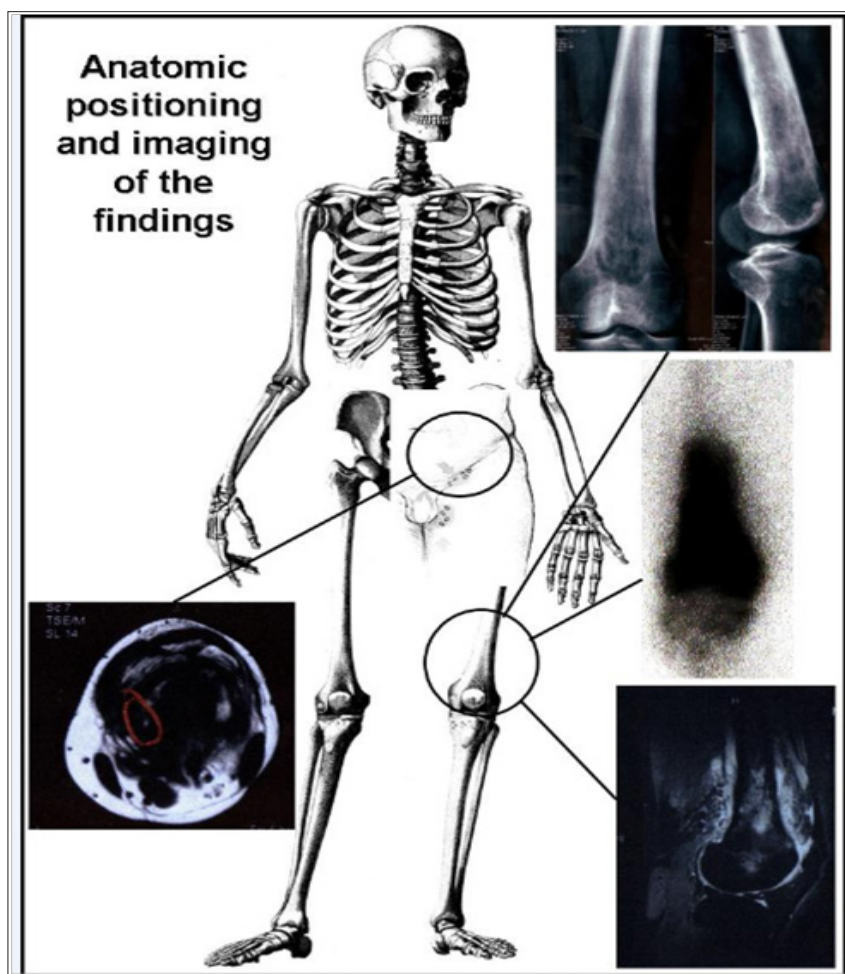 Anatomic
positioning
and imaging
of the
findings
Sc 7
TSE/M
SL 14